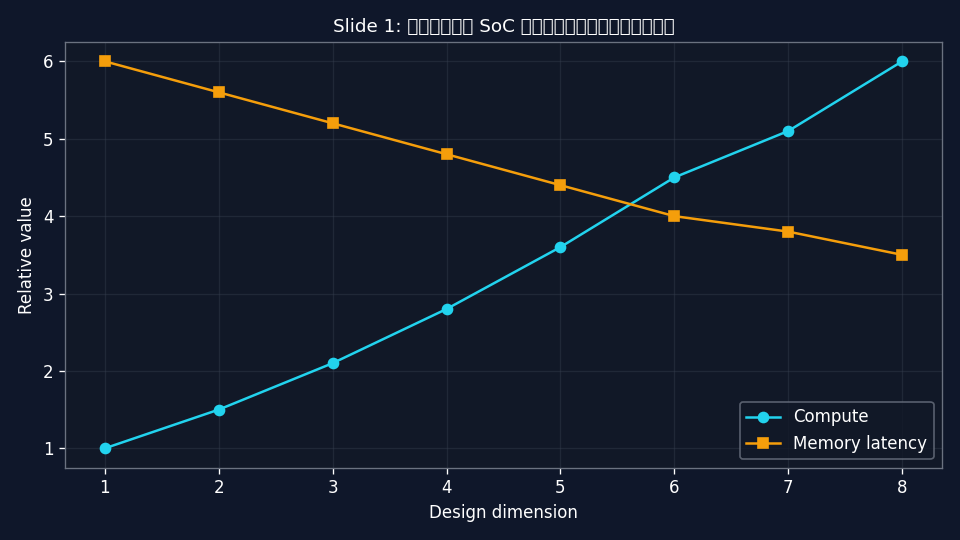 Slide 1: SoC
6
5
4
3
2
1
Relative value
Compute
Memory latency
1 2 3 4 5 6 7 8
Design dimension